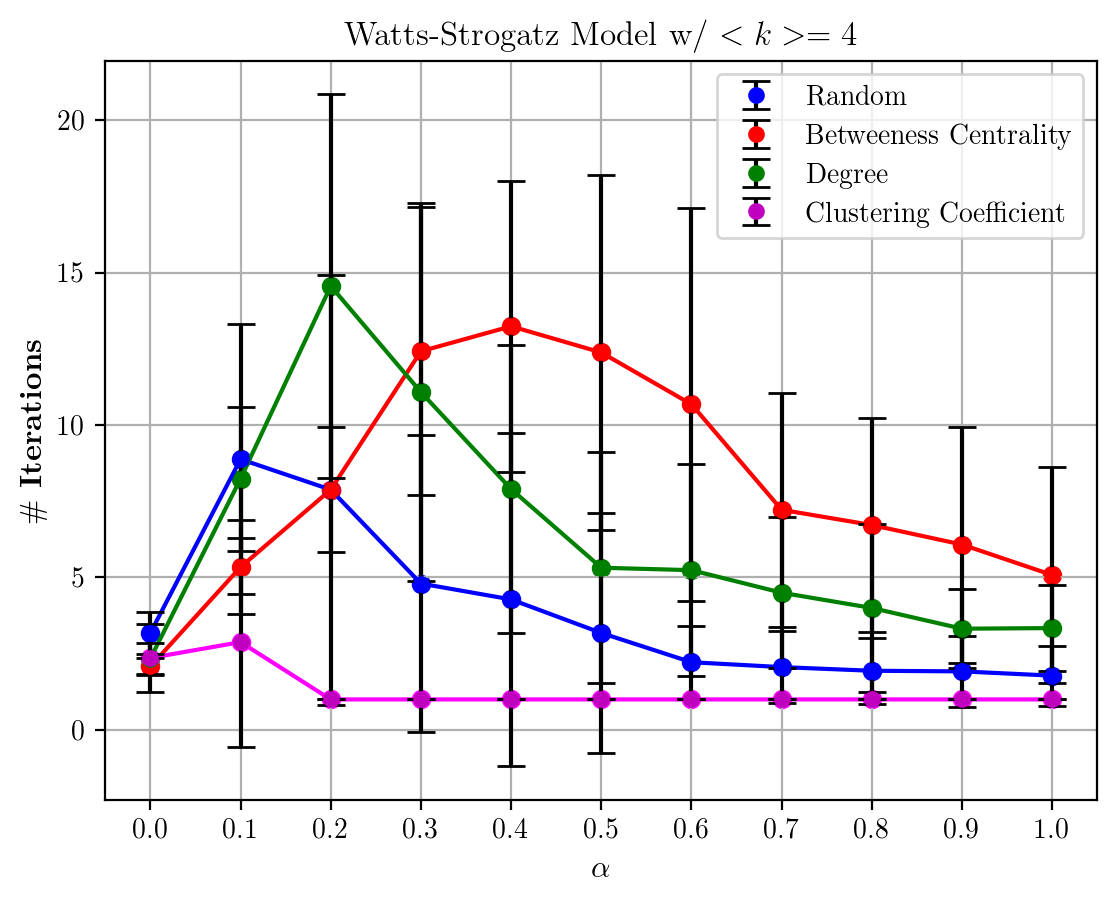 Watts-Strogatz Model w/ < k >= 4
Random
Betweeness Centrality
Degree
Clustering Coefficient
# Iterations
20
15
10
5
0
0.0 0.1 0.2 0.3 0.4 0.5 0.6 0.7 0.8 0.9 1.0
α